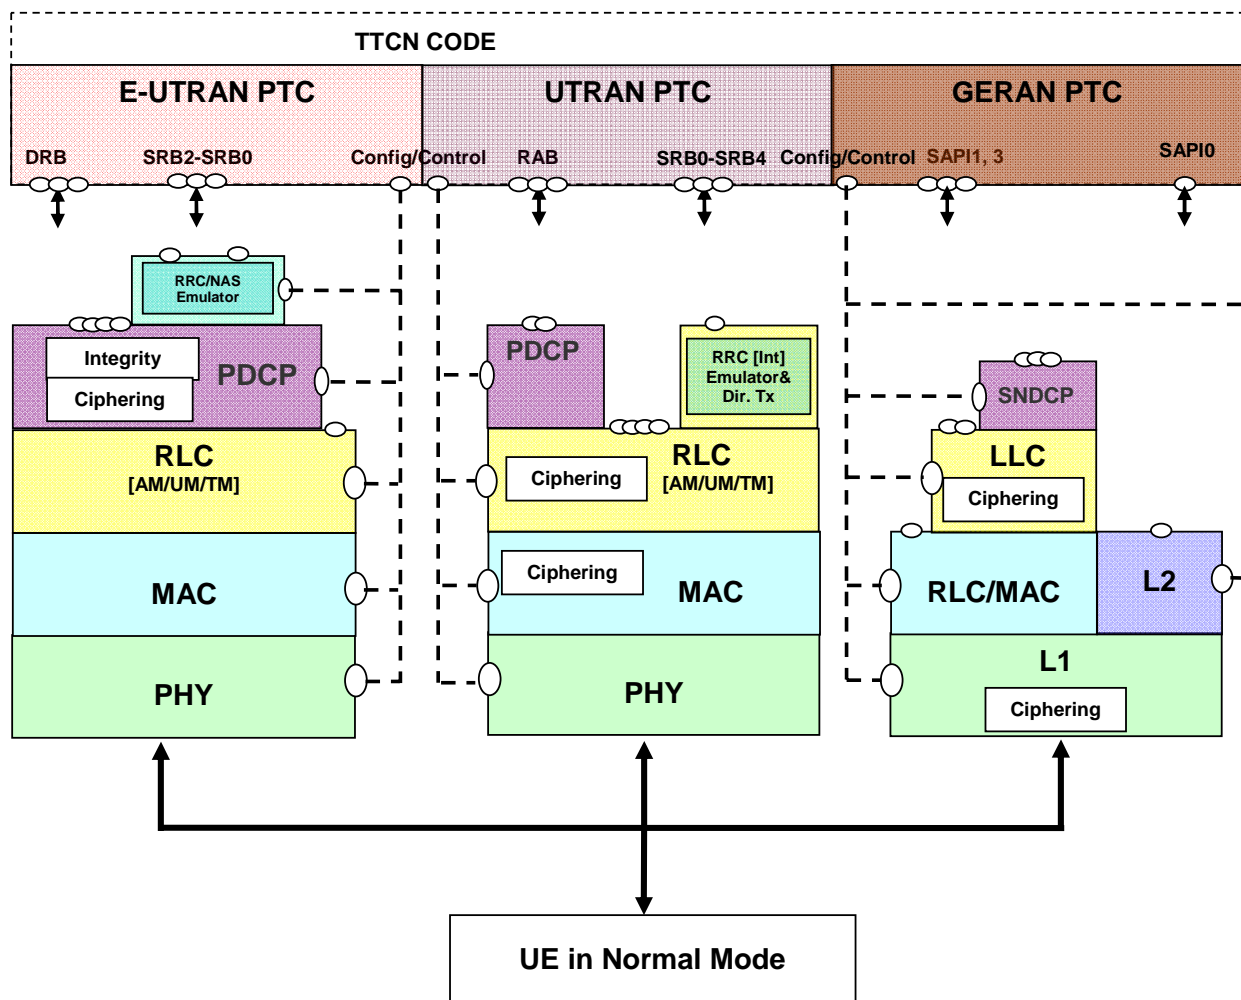 TTCN CODE
E-UTRAN PTC
UTRAN PTC
GERAN PTC
DRB
SRB2-SRB0
Config/Control
RAB
SRB0-SRB4
Config/Control
SAPI1, 3
SAPI0
RRC/NAS
Emulator
Integrity
Ciphering
PDCP
RLC
[AM/UM/TM]
MAC
PHY
PDCP
RRC [Int]
Emulator&
Dir. Tx
Ciphering
RLC
[AM/UM/TM]
Ciphering
MAC
PHY
SNDCP
LLC
Ciphering
RLC/MAC
L2
L1
Ciphering
UE in Normal Mode